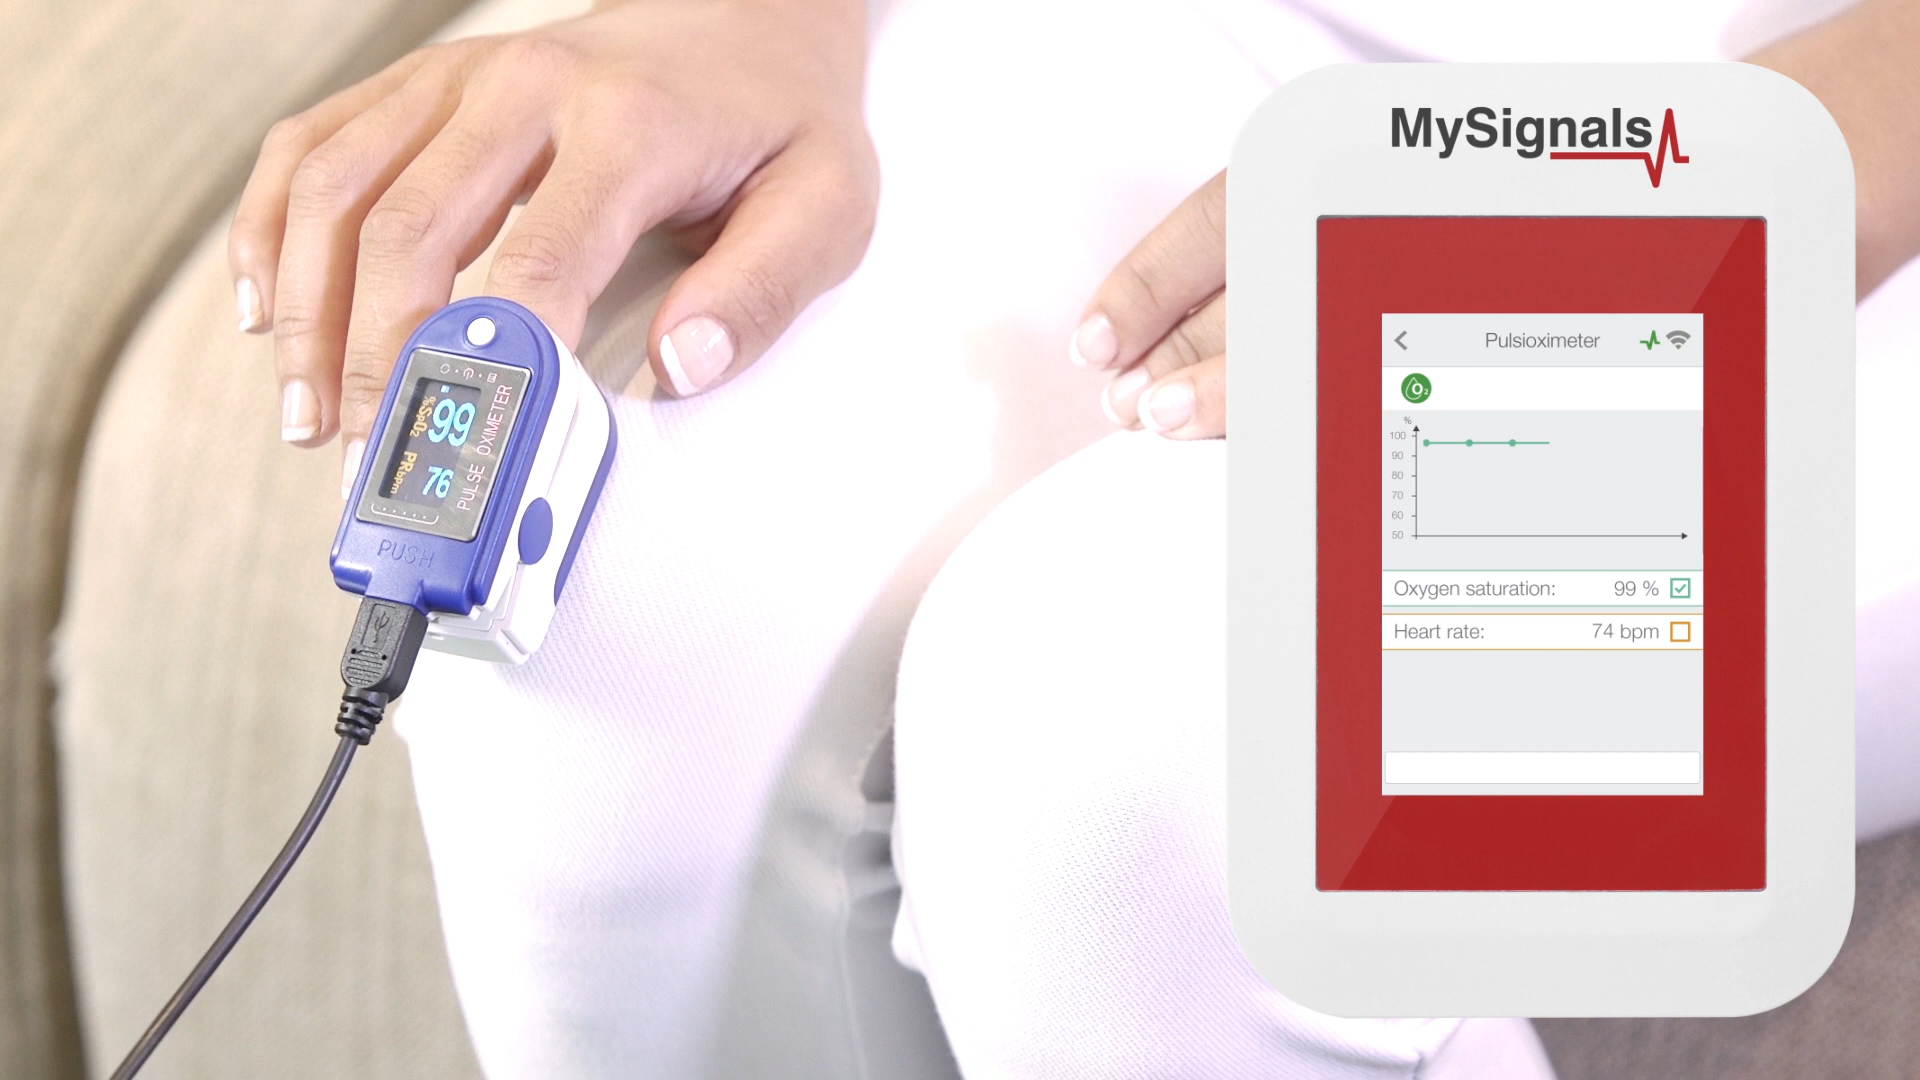 MySignals
Pulsioximeter
O₂
%
100
90
80
70
60
50
Oxygen saturation: 99 %
Heart rate: 74 bpm
%SpO₂ 99
PRbpm 76
PULSE OXIMETER
PUSH